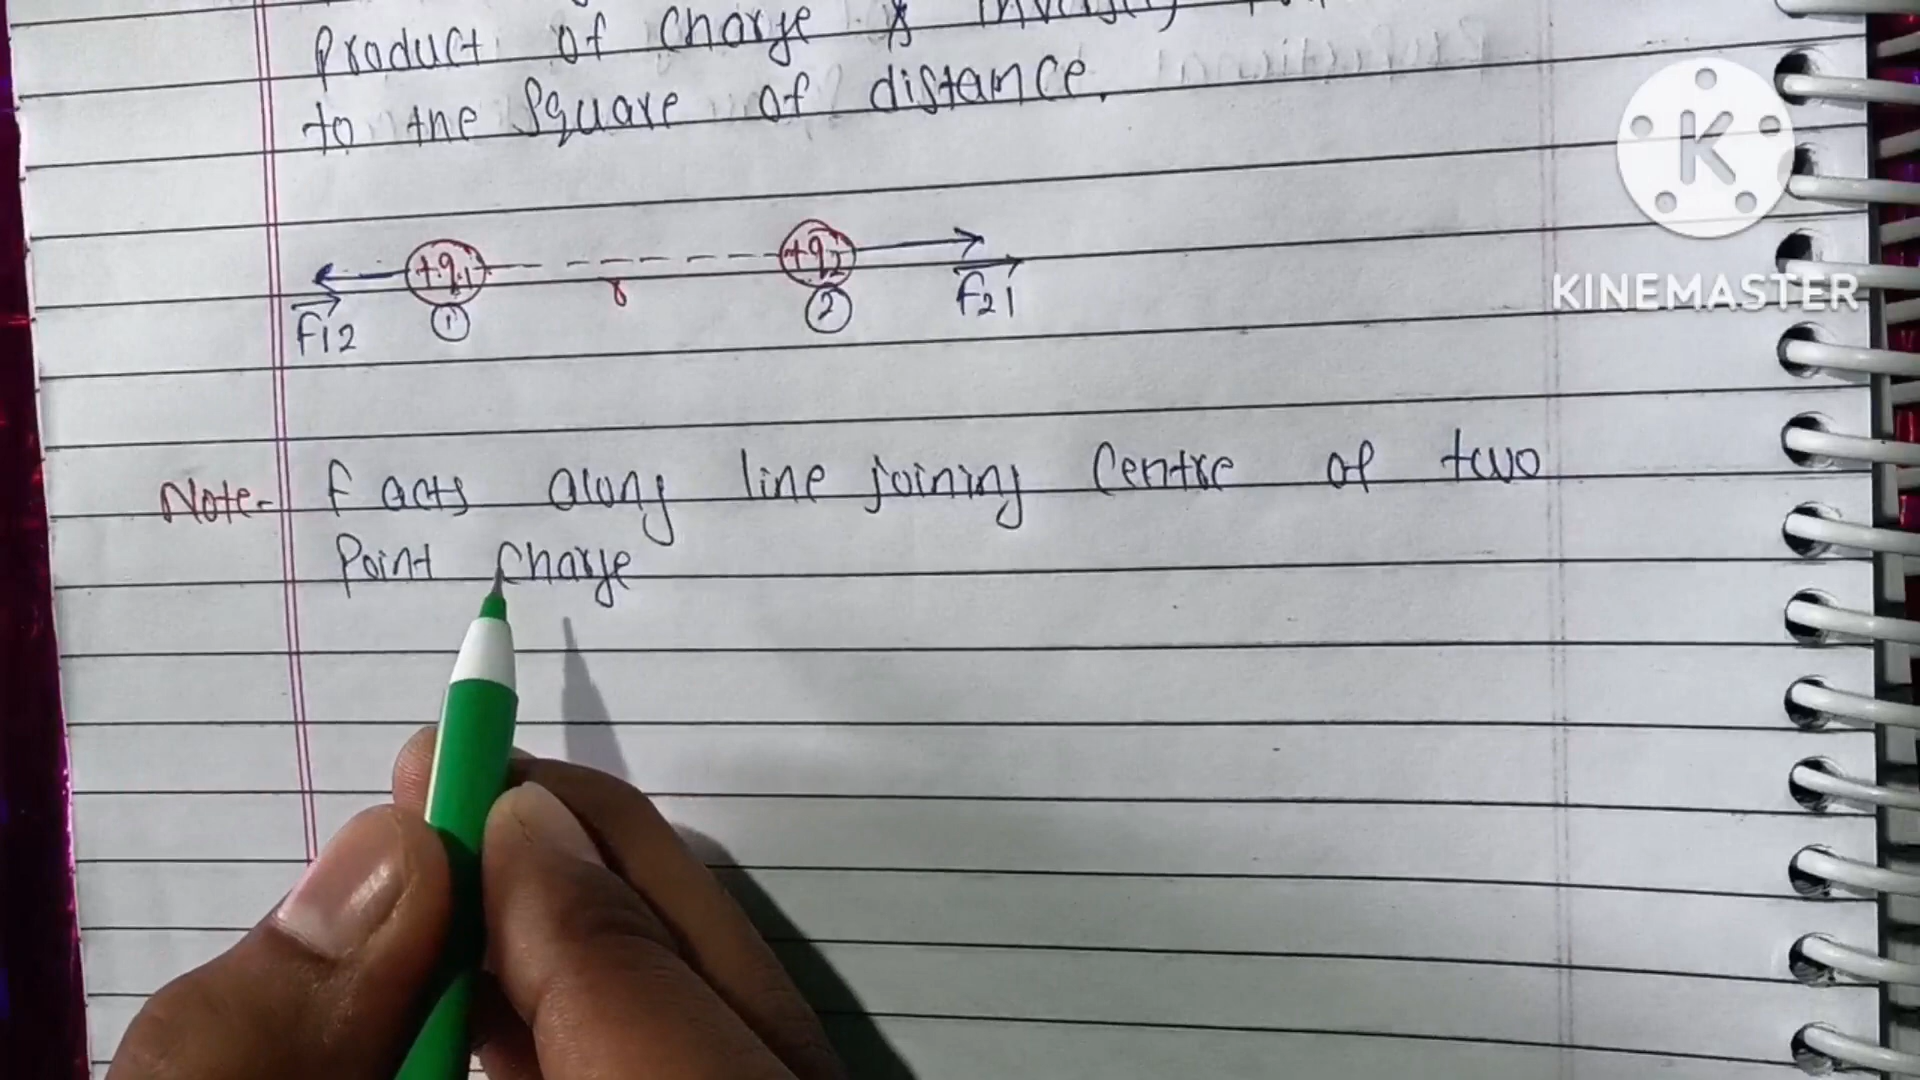 Product of Charge &
to the Square of distance.
+q1 +q2
r
F12 1 2 F21
Note- F acts along line joining Centre of two
Point Charge
KINEMASTER